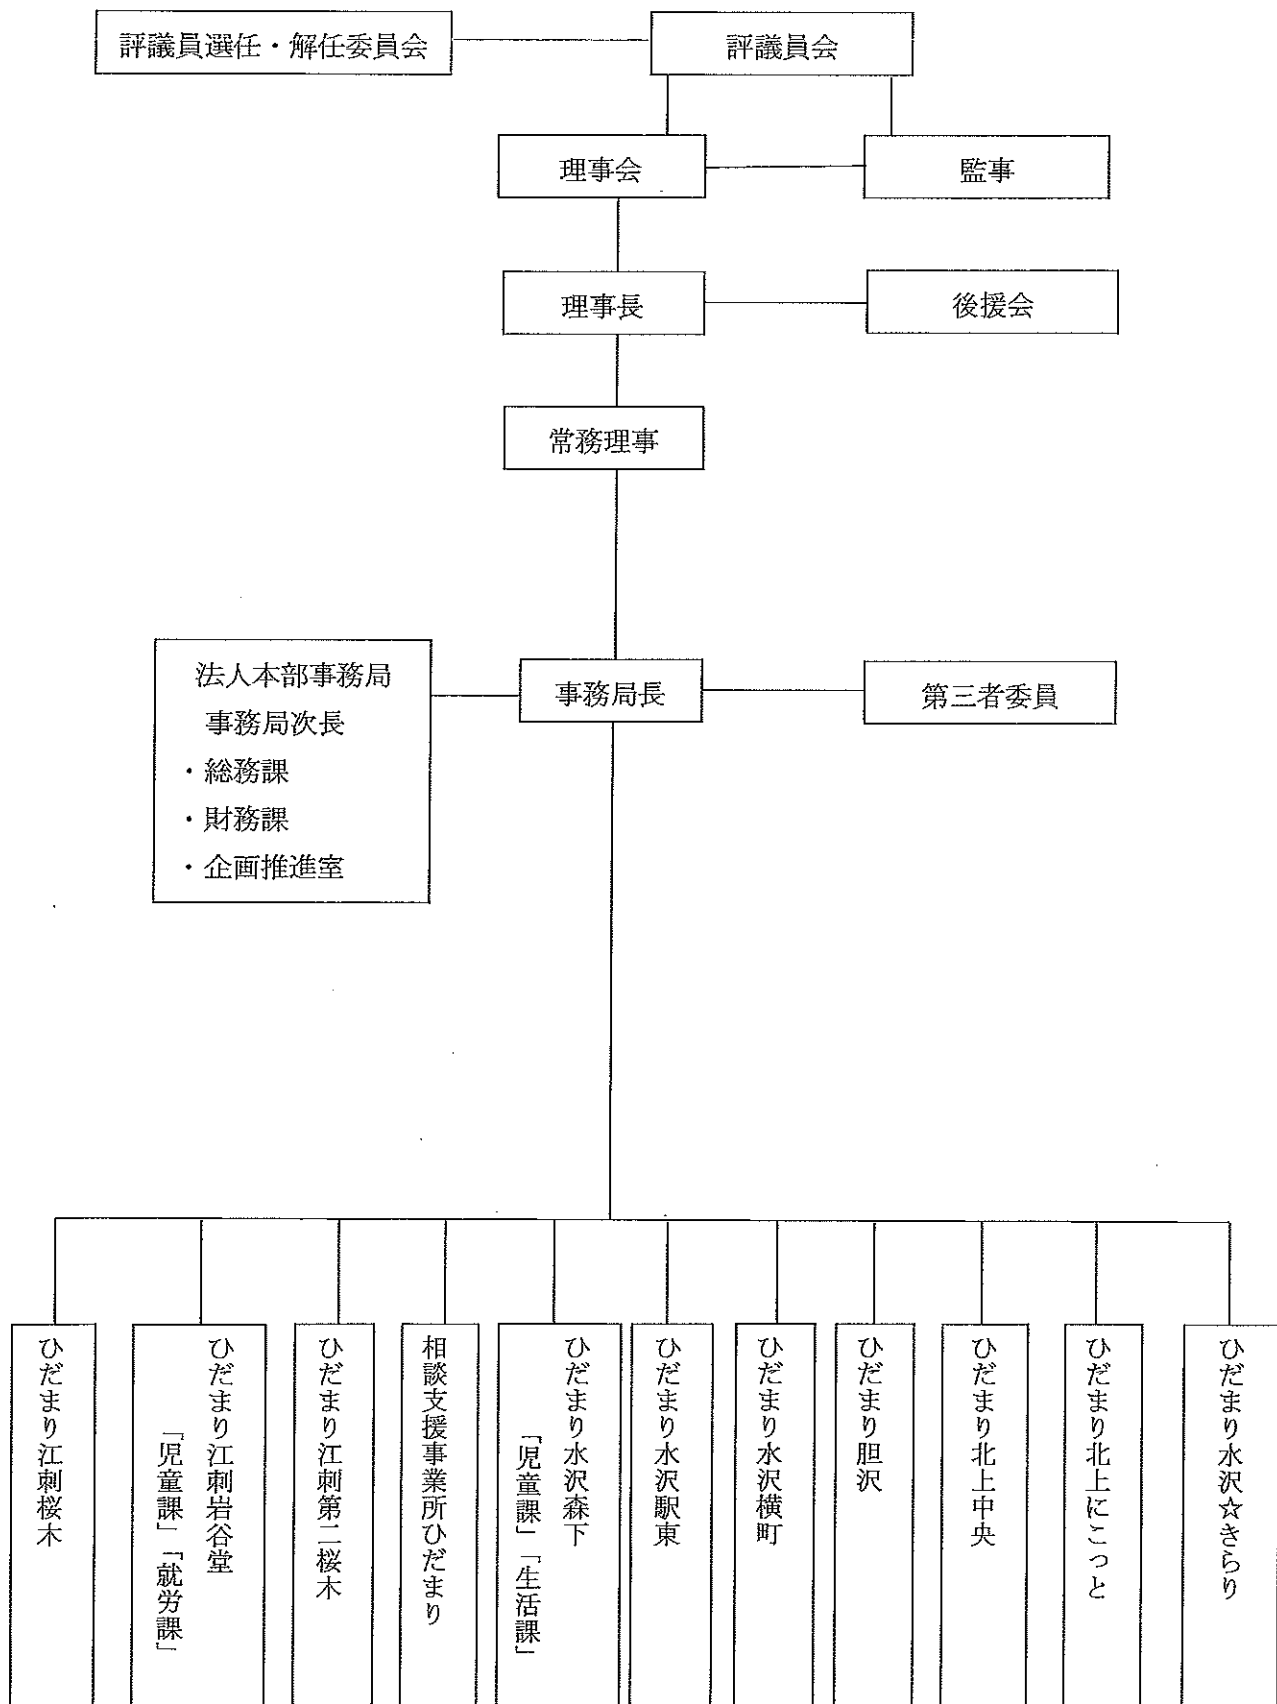 評議員選任・解任委員会
評議員会
理事会
監事
理事長
後援会
常務理事
法人本部事務局
事務局次長
・総務課
・財務課
・企画推進室
事務局長
第三者委員
ひだまり江刺桜木
ひだまり江刺岩谷堂
「児童課」「就労課」
ひだまり江刺第二桜木
相談支援事業所ひだまり
ひだまり水沢森下
「児童課」「生活課」
ひだまり水沢駅東
ひだまり水沢横町
ひだまり胆沢
ひだまり北上中央
ひだまり北上にこっと
ひだまり水沢☆きらり